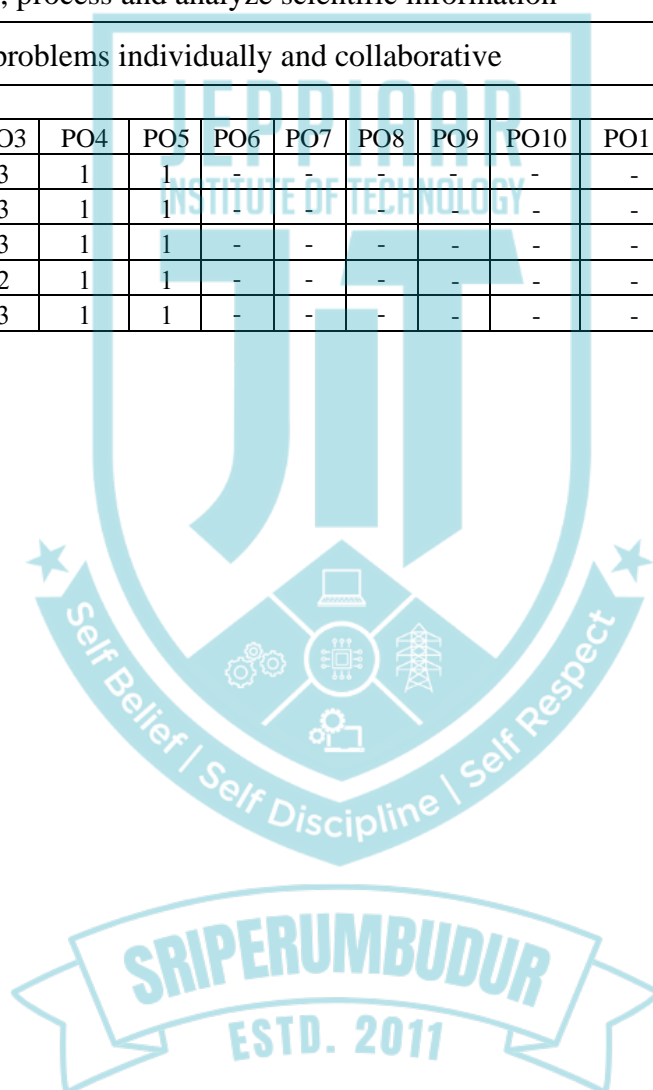 , process and analyze scientific information
problems individually and collaborative
JEPPIAAR
O3 PO4 PO5 PO6 PO7 PO8 PO9 PO10 PO1
3 1 1 - - - - - -
INSTITUTE OF TECHNOLOGY
3 1 1 - - - - - -
3 1 1 - - - - - -
2 1 1 - - - - - -
3 1 1 - - - - - -
JiT
Self Belief | Self Discipline | Self Respect
SRIPERUMBUDUR
ESTD. 2011